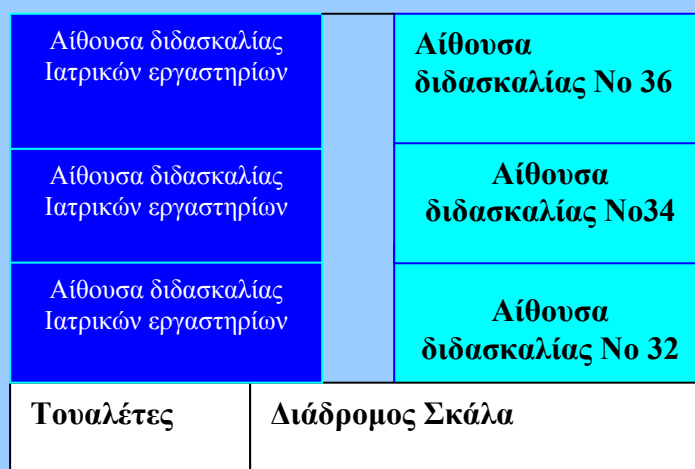 Αίθουσα διδασκαλίας
Ιατρικών εργαστηρίων
Αίθουσα
διδασκαλίας Νο 36
Αίθουσα διδασκαλίας
Ιατρικών εργαστηρίων
Αίθουσα
διδασκαλίας Νο34
Αίθουσα διδασκαλίας
Ιατρικών εργαστηρίων
Αίθουσα
διδασκαλίας Νο 32
Τουαλέτες
Διάδρομος Σκάλα